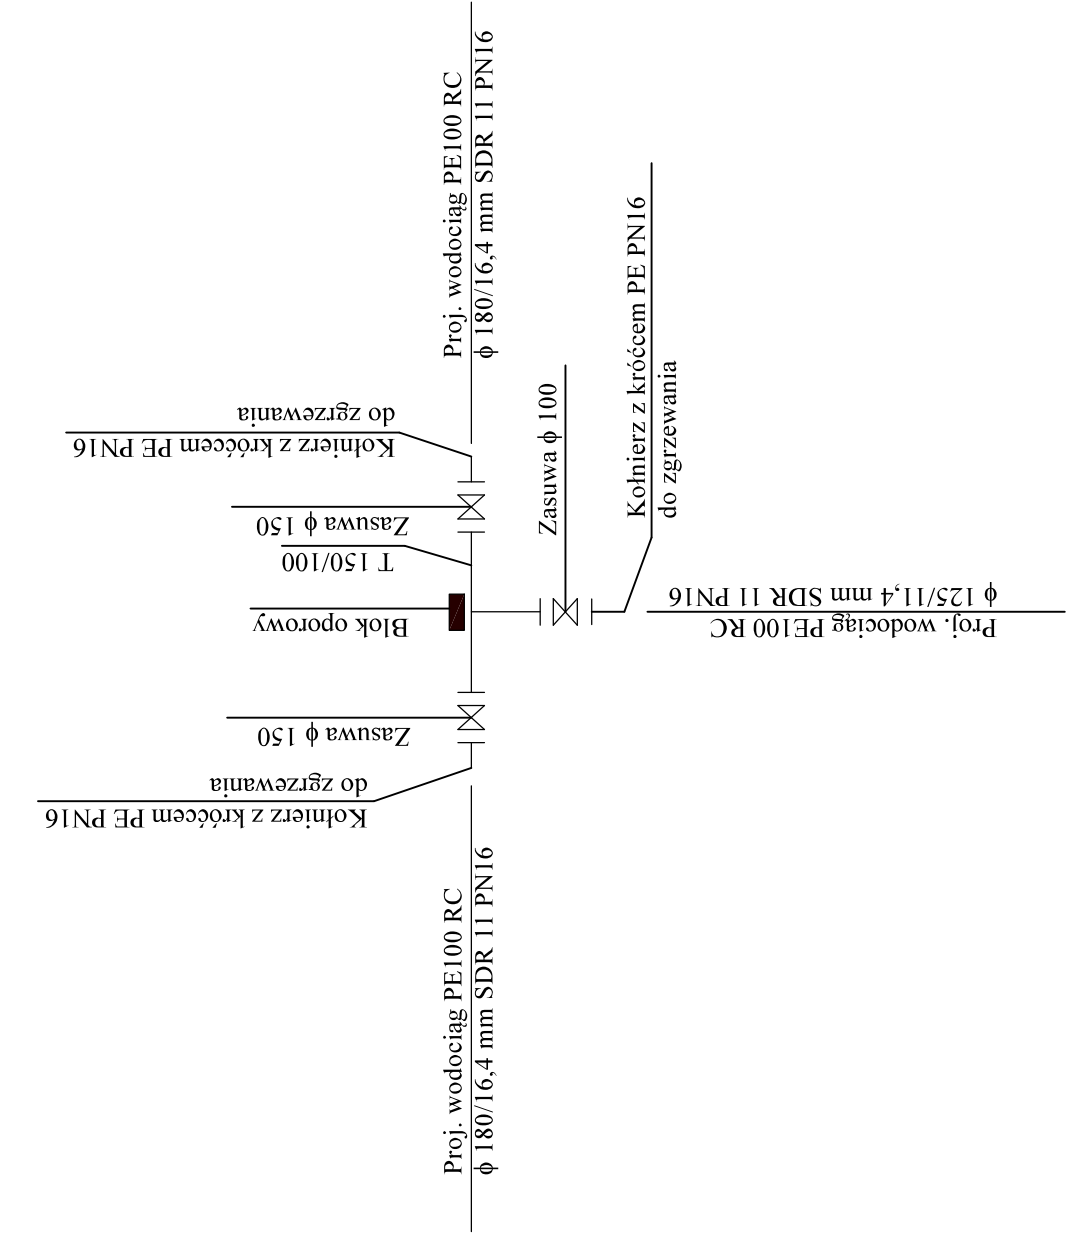 Proj. wodociąg PE100 RC
ϕ 180/16,4 mm SDR 11 PN16
Kołnierz z króćcem PE PN16
do zgrzewania
Zasuwa ϕ 150
T 150/100
Blok oporowy
Zasuwa ϕ 150
Kołnierz z króćcem PE PN16
do zgrzewania
Zasuwa ϕ 100
Kołnierz z króćcem PE PN16
do zgrzewania
Proj. wodociąg PE100 RC
ϕ 125/11,4 mm SDR 11 PN16
Proj. wodociąg PE100 RC
ϕ 180/16,4 mm SDR 11 PN16